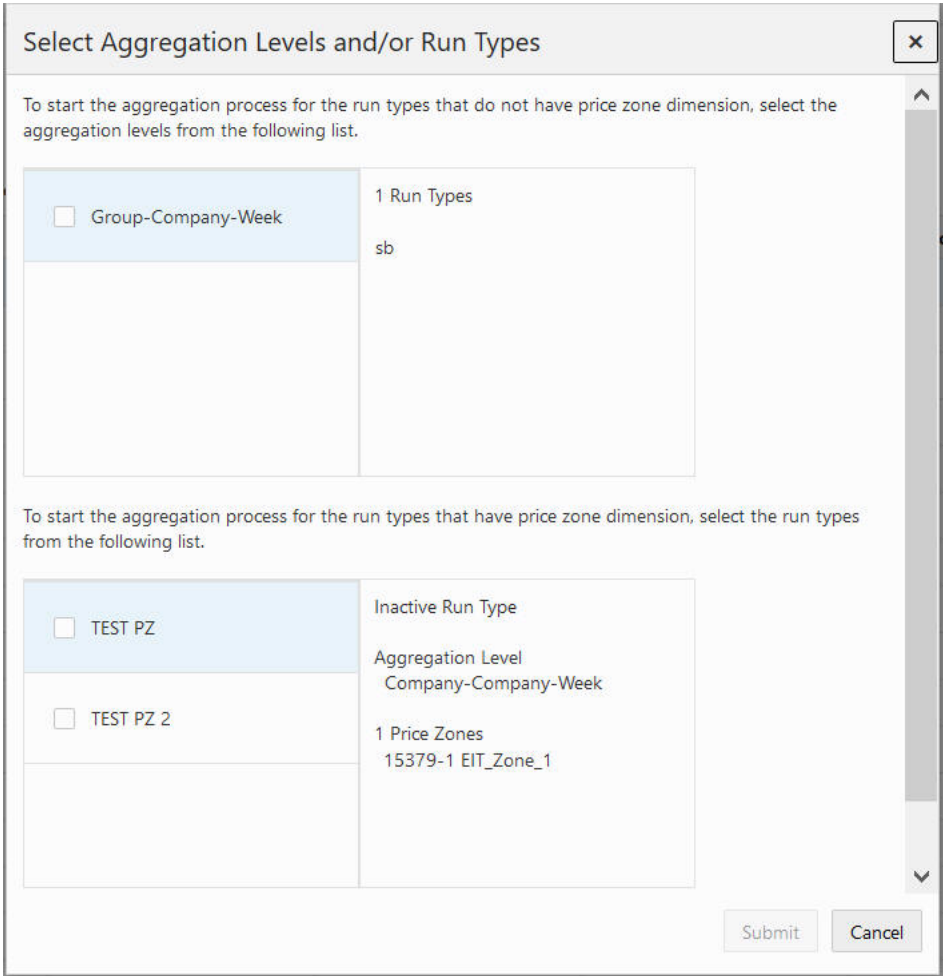 Select Aggregation Levels and/or Run Types
To start the aggregation process for the run types that do not have price zone dimension, select the
aggregation levels from the following list.
Group-Company-Week
1 Run Types
sb
To start the aggregation process for the run types that have price zone dimension, select the run types
from the following list.
TEST PZ
TEST PZ 2
Inactive Run Type
Aggregation Level
Company-Company-Week
1 Price Zones
15379-1 EIT_Zone_1
Submit
Cancel